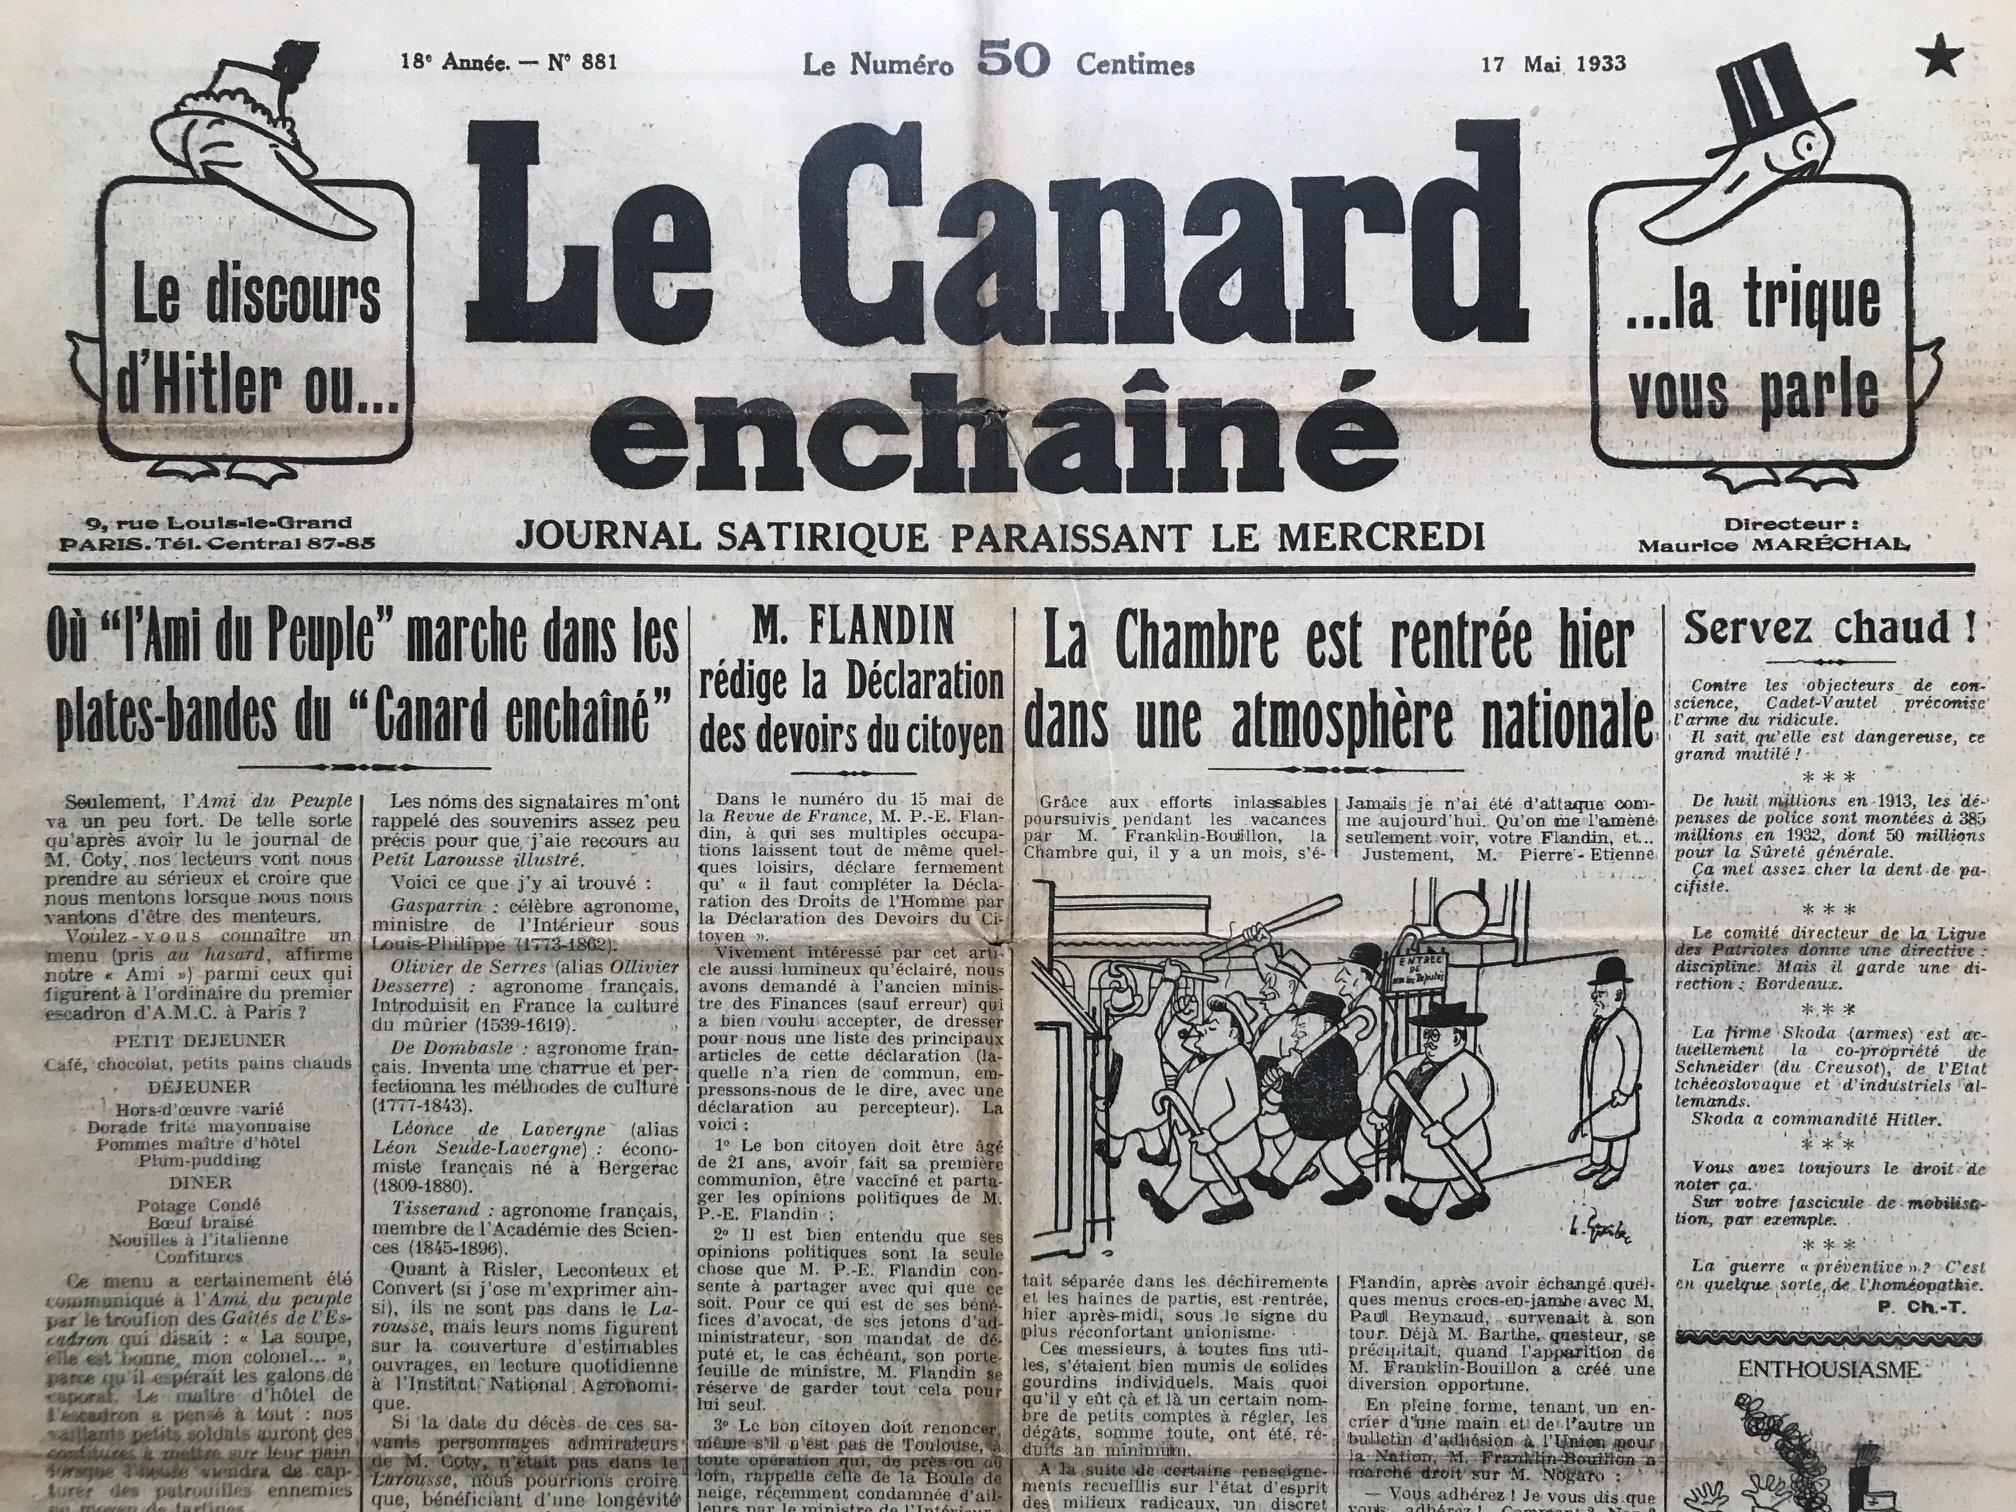 18e Année. — N° 881
Le Numéro 50 Centimes
17 Mai 1933
Le discours
d'Hitler ou...
Le Canard
enchaîné
...la trique
vous parle
9, rue Louis-le-Grand
PARIS. Tél. Central 87-85
JOURNAL SATIRIQUE PARAISSANT LE MERCREDI
Directeur :
Maurice MARÉCHAL
Où "l'Ami du Peuple" marche dans les
plates-bandes du "Canard enchaîné"
Seulement, l'Ami du Peuple
va un peu fort. De telle sorte
qu'après avoir lu le journal de
M. Coty, nos lecteurs vont nous
prendre au sérieux et croire que
nous mentons lorsque nous nous
vantons d'être des menteurs.
Voulez-vous connaître un
menu (pris au hasard, affirme
notre « Ami ») parmi ceux qui
figurent à l'ordinaire du premier
escadron d'A.M.C. à Paris ?
PETIT DEJEUNER
Café, chocolat, petits pains chauds
DÉJEUNER
Hors-d'œuvre varié
Dorade frite mayonnaise
Pommes maître d'hôtel
Plum-pudding
DINER
Potage Condé
Bœuf braisé
Nouilles à l'italienne
Confitures
Ce menu a certainement été
communiqué à l'Ami du peuple
par le troufion des Gaîtés de l'Es-
cadron qui disait : « La soupe,
elle est bonne, mon colonel... »,
parce qu'il espérait les galons de
caporal. Le maître d'hôtel de
l'escadron a pensé à tout : nos
vaillants petits soldats auront des
confitures à mettre sur leur pain
lorsque l'heure viendra de cap-
turer des patrouilles ennemies
au moyen de tartines.
Les noms des signataires m'ont
rappelé des souvenirs assez peu
précis pour que j'aie recours au
Petit Larousse illustré.
Voici ce que j'y ai trouvé :
Gasparrin : célèbre agronome,
ministre de l'Intérieur sous
Louis-Philippe (1773-1862).
Olivier de Serres (alias Ollivier
Desserre) : agronome français.
Introduisit en France la culture
du mûrier (1539-1619).
De Dombasle : agronome fran-
çais. Inventa une charrue et per-
fectionna les méthodes de culture
(1777-1843).
Léonce de Lavergne (alias
Léon Seude-Lavergne) : écono-
miste français né à Bergerac
(1809-1880).
Tisserand : agronome français,
membre de l'Académie des Scien-
ces (1845-1896).
Quant à Risler, Leconteux et
Convert (si j'ose m'exprimer ain-
si), ils ne sont pas dans le La-
rousse, mais leurs noms figurent
sur la couverture d'estimables
ouvrages, en lecture quotidienne
à l'Institut National Agronomi-
que.
Si la date du décès de ces sa-
vants personnages admirateurs
de M. Coty, n'était pas dans le
Larousse, nous pourrions croire
que, bénéficiant d'une longévité
M. FLANDIN
rédige la Déclaration
des devoirs du citoyen
Dans le numéro du 15 mai de
la Revue de France, M. P.-E. Flan-
din, à qui ses multiples occupa-
tions laissent tout de même quel-
ques loisirs, déclare fermement
qu' « il faut compléter la Décla-
ration des Droits de l'Homme par
la Déclaration des Devoirs du Ci-
toyen ».
Vivement intéressé par cet arti-
cle aussi lumineux qu'éclairé, nous
avons demandé à l'ancien minis-
tre des Finances (sauf erreur) qui
a bien voulu accepter, de dresser
pour nous une liste des principaux
articles de cette déclaration (la-
quelle n'a rien de commun, em-
pressons-nous de le dire, avec une
déclaration au percepteur). La
voici :
1° Le bon citoyen doit être âgé
de 21 ans, avoir fait sa première
communion, être vacciné et parta-
ger les opinions politiques de M.
P.-E. Flandin ;
2° Il est bien entendu que ses
opinions politiques sont la seule
chose que M. P.-E. Flandin con-
sente à partager avec qui que ce
soit. Pour ce qui est de ses béné-
fices d'avocat, de ses jetons d'ad-
ministrateur, son mandat de dé-
puté et, le cas échéant, son porte-
feuille de ministre, M. Flandin se
réserve de garder tout cela pour
lui seul.
3° Le bon citoyen doit renoncer,
même s'il n'est pas de Toulouse, à
toute opération qui, de près ou de
loin, rappelle celle de la Boule de
neige, récemment condamnée d'ail-
leurs par le ministre de l'Intérieur
La Chambre est rentrée hier
dans une atmosphère nationale
Grâce aux efforts inlassables
poursuivis pendant les vacances
par M. Franklin-Bouillon, la
Chambre qui, il y a un mois, s'é-
Jamais je n'ai été d'attaque com-
me aujourd'hui. Qu'on me l'amène
seulement voir, votre Flandin, et...
Justement, M. Pierre-Etienne
ENTRÉE
DE
tait séparée dans les déchirements
et les haines de partis, est rentrée,
hier après-midi, sous le signe du
plus réconfortant unionisme.
Ces messieurs, à toutes fins uti-
les, s'étaient bien munis de solides
gourdins individuels. Mais quoi
qu'il y eût çà et là un certain nom-
bre de petits comptes à régler, les
dégâts, somme toute, ont été ré-
duits au minimum.
A la suite de certains renseigne-
ments recueillis sur l'état d'esprit
des milieux radicaux, un discret
Flandin, après avoir échangé quel-
ques menus crocs-en-jambe avec M.
Paul Reynaud, survenait à son
tour. Déjà M. Barthe, questeur, se
précipitait, quand l'apparition de
M. Franklin-Bouillon a créé une
diversion opportune.
En pleine forme, tenant un en-
crier d'une main et de l'autre un
bulletin d'adhésion à l'Union pour
la Nation, M. Franklin-Bouillon a
marché droit sur M. Nogaro :
— Vous adhérez ! Je vous dis que
Servez chaud !
Contre les objecteurs de con-
science, Cadet-Vautel préconise
l'arme du ridicule.
Il sait qu'elle est dangereuse, ce
grand mutilé !
* * *
De huit millions en 1913, les dé-
penses de police sont montées à 385
millions en 1932, dont 50 millions
pour la Sûreté générale.
Ça met assez cher la dent de pa-
cifiste.
* * *
Le comité directeur de la Ligue
des Patriotes donne une directive :
discipline. Mais il garde une di-
rection : Bordeaux.
* * *
La firme Skoda (armes) est ac-
tuellement la co-propriété de
Schneider (du Creusot), de l'Etat
tchécoslovaque et d'industriels al-
lemands.
Skoda a commandité Hitler.
* * *
Vous avez toujours le droit de
noter ça.
Sur votre fascicule de mobilisa-
tion, par exemple.
* * *
La guerre « préventive » ? C'est
en quelque sorte de l'homéopathie.
P. Ch.-T.
ENTHOUSIASME